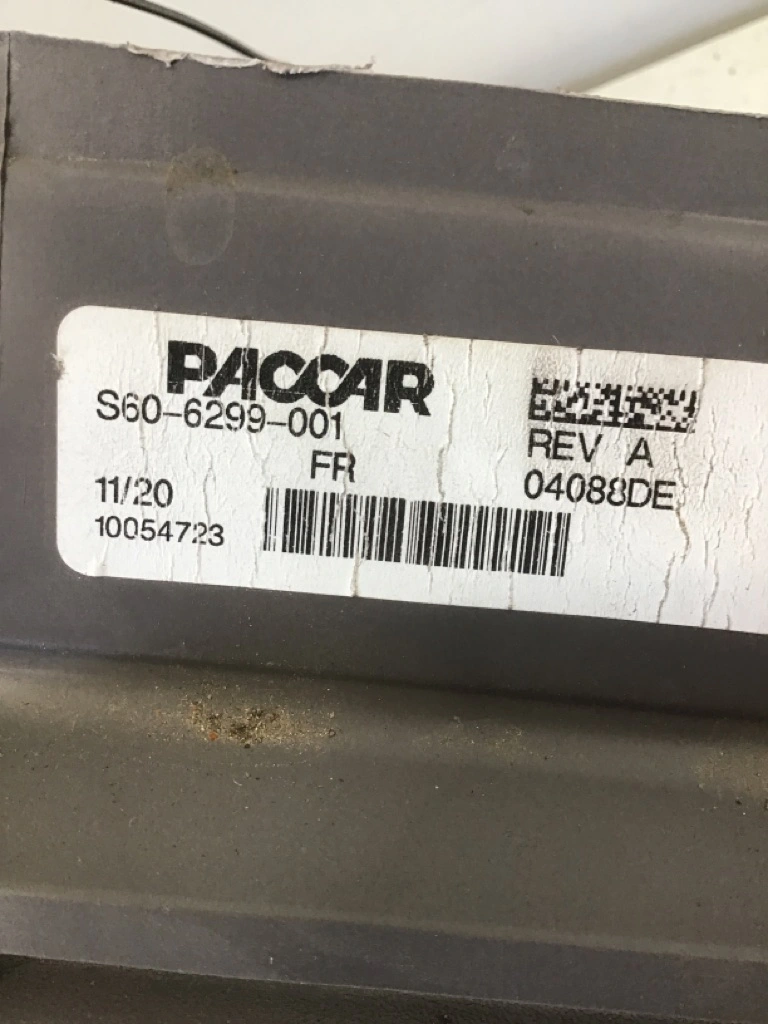 PACCAR
S60-6299-001
REV A
FR
04088DE
11/20
10054723